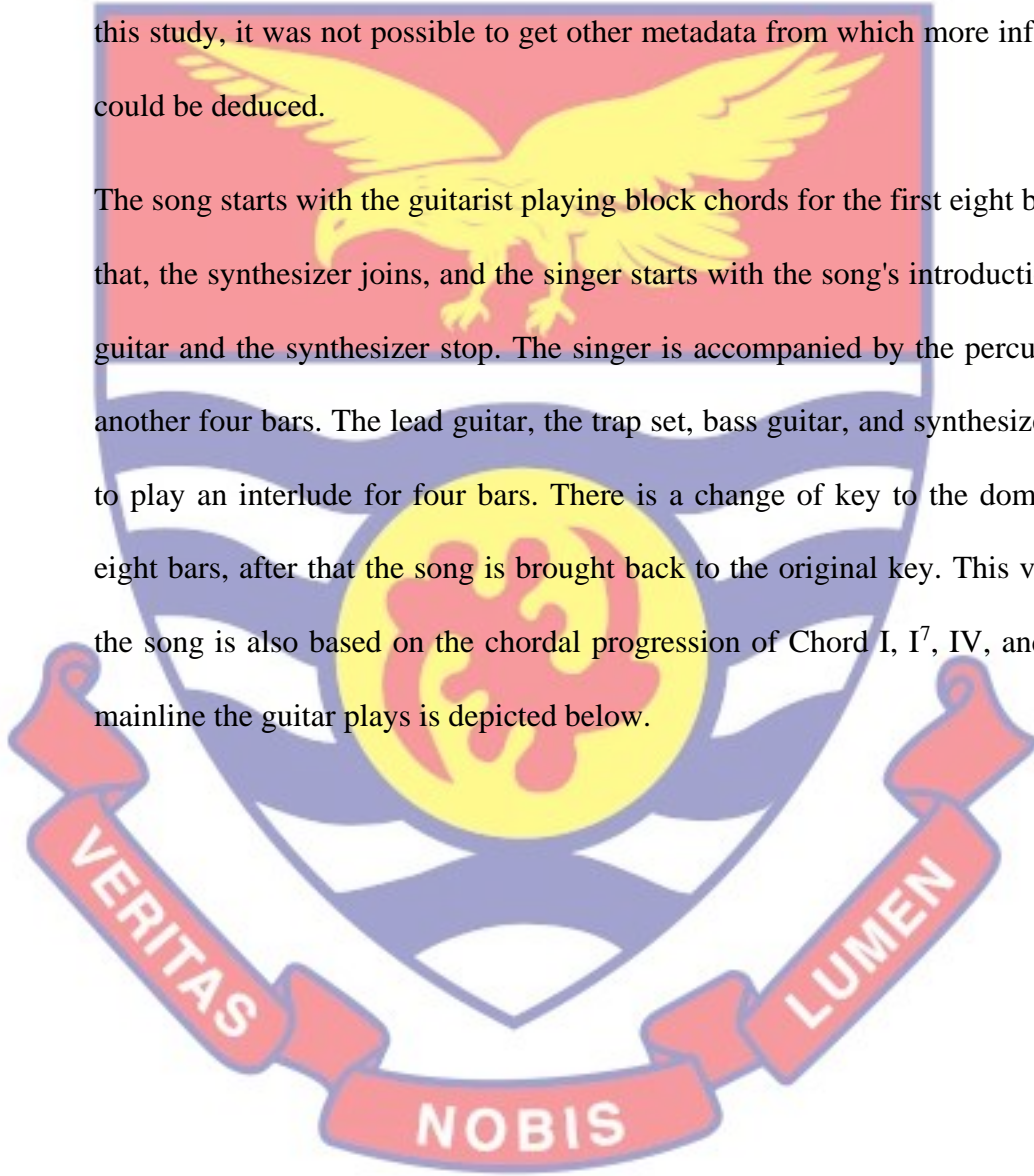 this study, it was not possible to get other metadata from which more inf
could be deduced.
The song starts with the guitarist playing block chords for the first eight b
that, the synthesizer joins, and the singer starts with the song's introducti
guitar and the synthesizer stop. The singer is accompanied by the percu
another four bars. The lead guitar, the trap set, bass guitar, and synthesize
to play an interlude for four bars. There is a change of key to the dom
eight bars, after that the song is brought back to the original key. This v
the song is also based on the chordal progression of Chord I, I⁷, IV, and
mainline the guitar plays is depicted below.
VERITAS
NOBIS
LUMEN